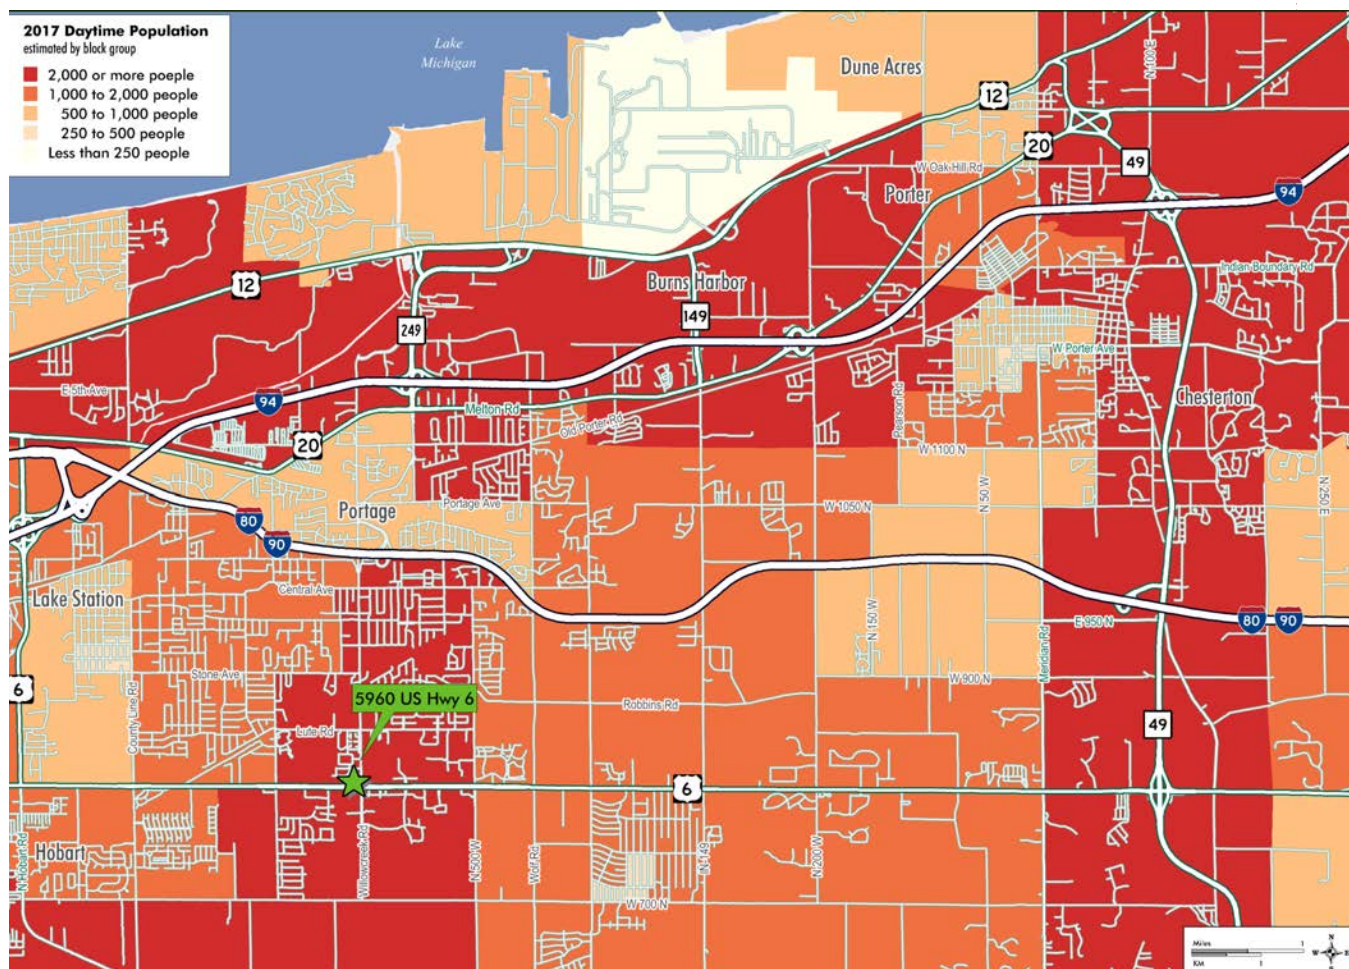 2017 Daytime Population
estimated by block group
2,000 or more poeple
1,000 to 2,000 people
500 to 1,000 people
250 to 500 people
Less than 250 people
Lake
Michigan
Dune Acres
12
20
N 100 E
49
W Oak Hill Rd
Porter
94
12
Burns Harbor
Indian Boundary Rd
249
149
W Porter Ave
E 5th Ave
94
Melton Rd
Pearson Rd
Chesterton
20
Old Porter Rd
W 1100 N
Portage Ave
Portage
W 1050 N
N 50 W
N 250 E
80
90
Central Ave
Lake Station
N 150 W
E 950 N
80
90
Stone Ave
W 900 N
Meridian Rd
6
County Line Rd
5960 US Hwy 6
Robbins Rd
Lute Rd
49
6
N Hobart Rd
Hobart
Willowcreek Rd
N 500 W
Wolf Rd
IN 149
N 200 W
W 700 N
Miles
1
KM
1
N
W
E
S